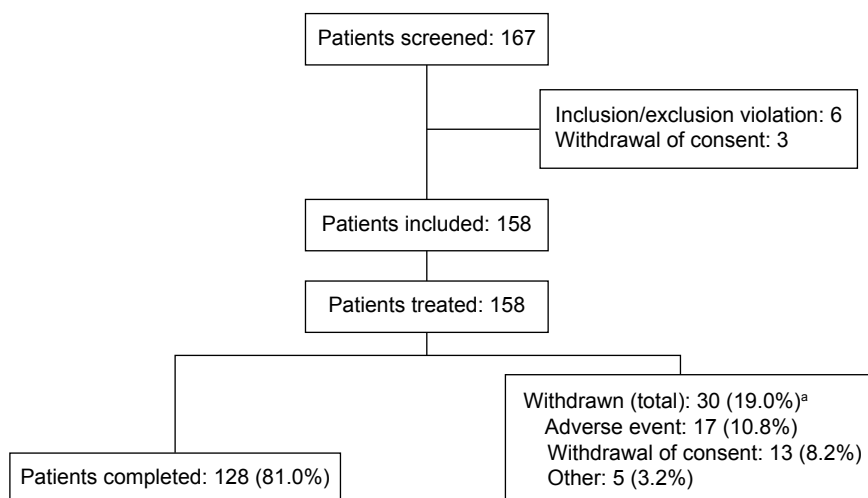 Patients screened: 167
Inclusion/exclusion violation: 6
Withdrawal of consent: 3
Patients included: 158
Patients treated: 158
Withdrawn (total): 30 (19.0%)ᵃ
Adverse event: 17 (10.8%)
Withdrawal of consent: 13 (8.2%)
Other: 5 (3.2%)
Patients completed: 128 (81.0%)